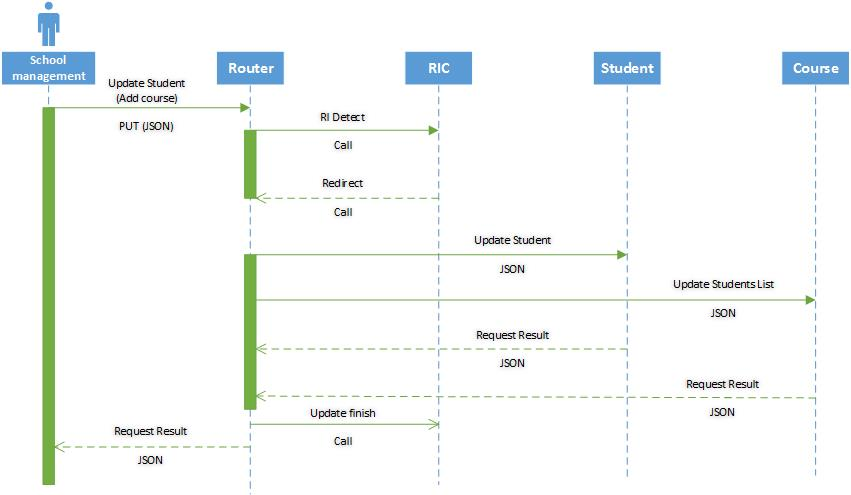 School
management
Router
RIC
Student
Course
Update Student
(Add course)
PUT (JSON)
RI Detect
Call
Redirect
Call
Update Student
JSON
Update Students List
JSON
Request Result
JSON
Request Result
JSON
Update finish
Call
Request Result
JSON